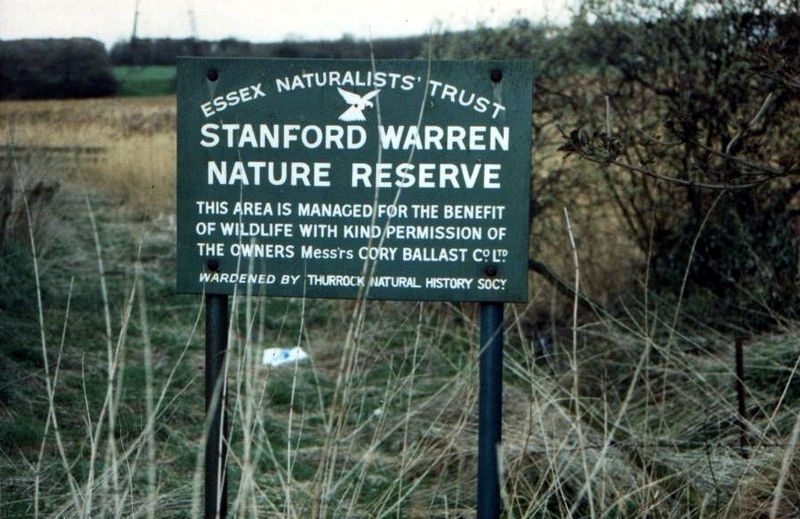 ESSEX NATURALISTS' TRUST
STANFORD WARREN
NATURE RESERVE
THIS AREA IS MANAGED FOR THE BENEFIT
OF WILDLIFE WITH KIND PERMISSION OF
THE OWNERS Mess'rs CORY BALLAST Co LTD
WARDENED BY THURROCK NATURAL HISTORY SOCY